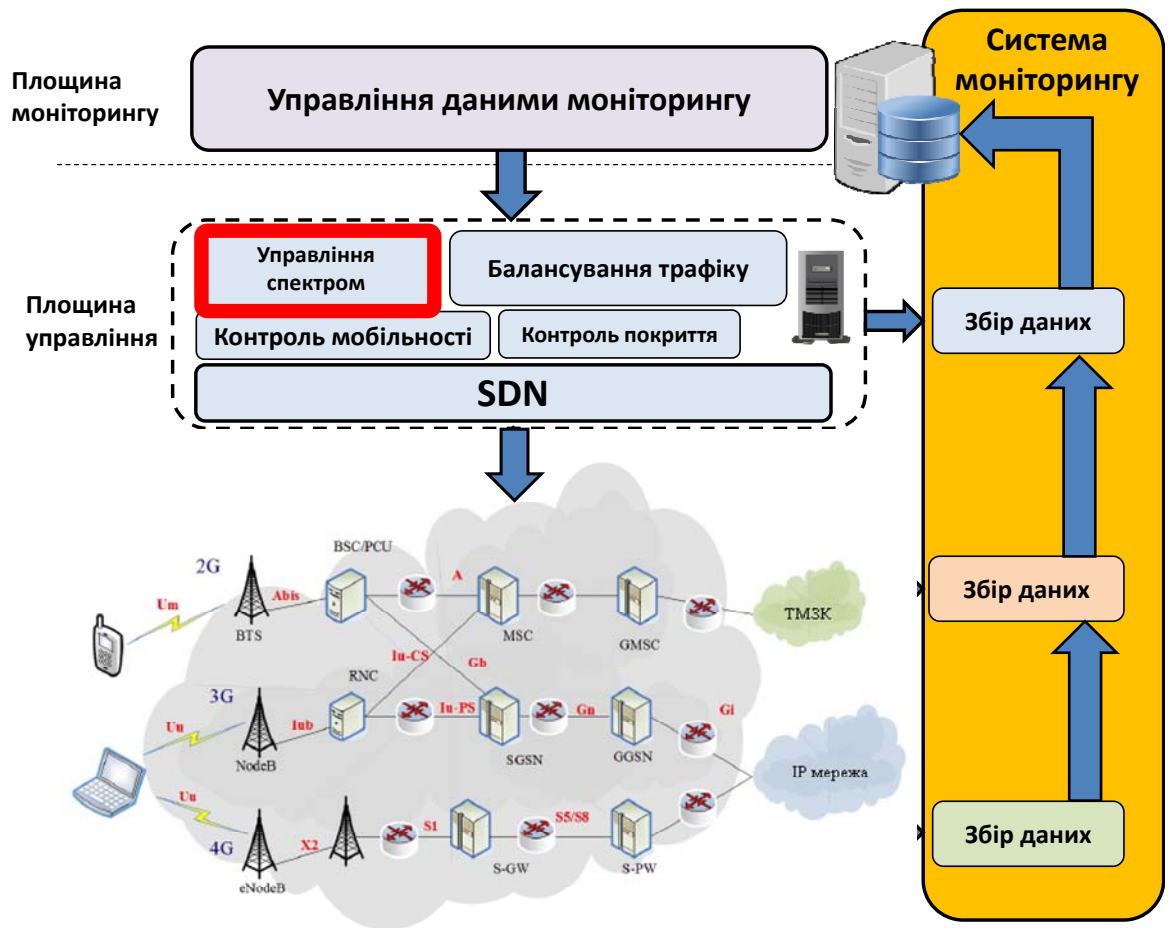 Площина
моніторингу
Управління даними моніторингу
Система
моніторингу
Площина
управління
Управління
спектром
Балансування трафіку
Контроль мобільності
Контроль покриття
SDN
Збір даних
Збір даних
Збір даних
BSC/PCU
2G
A
Um
Abis
BTS
MSC
GMSC
ТМЗК
Iu-CS
Gb
RNC
3G
Uu
Iub
Iu-PS
Gn
Gi
NodeB
SGSN
GGSN
IP мережа
Uu
4G
X2
S1
S5/S8
eNodeB
S-GW
S-PW